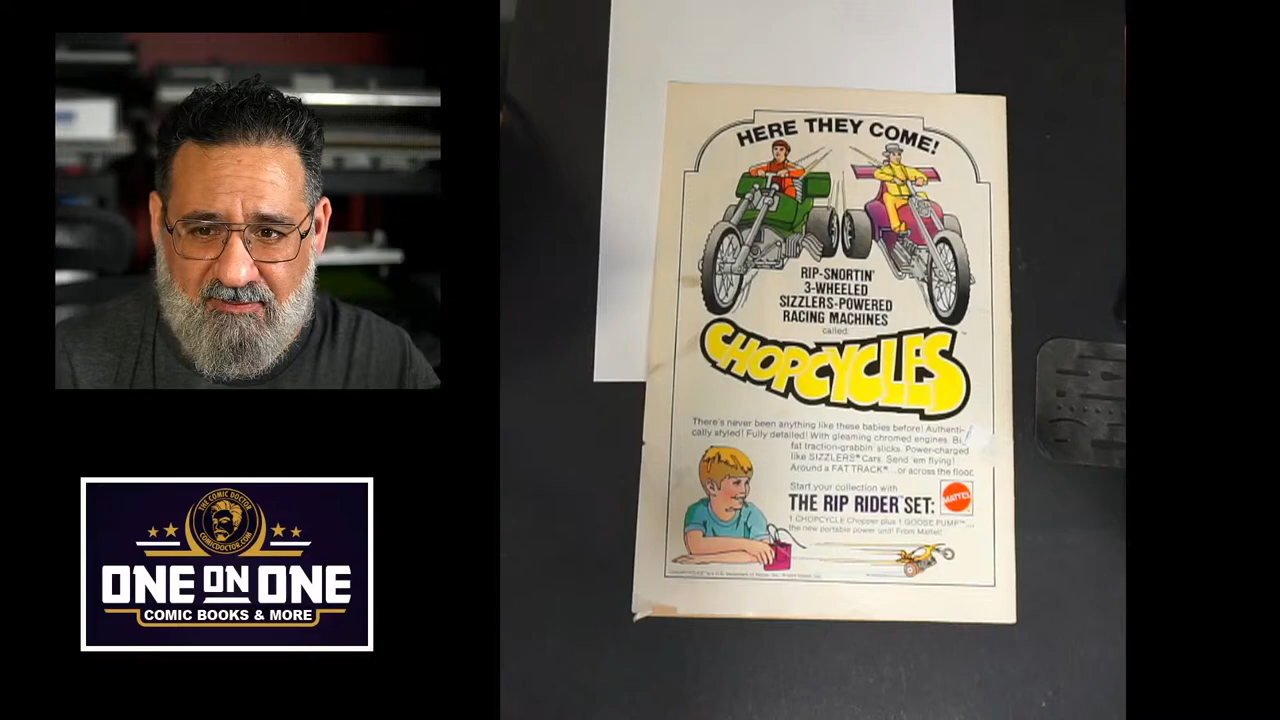 HERE THEY COME!
RIP-SNORTIN'
3-WHEELED
SIZZLERS-POWERED
RACING MACHINES
called:
CHOPCYCLES
There's never been anything like these babies before! Authenti-
cally styled! Fully detailed! With gleaming chromed engines.
fat traction-grabbin' slicks. Power-charged
like SIZZLERS® Cars. Send 'em flying!
Around a FAT TRACK™ or across the floor.
Start your collection with
THE RIP RIDER™ SET:
MATTEL
1 CHOPCYCLE Chopper plus 1 GOOSE PUMP™...
the new portable power unit! From Mattel!
THE COMIC DOCTOR
COMICDOCTOR.COM
ONE ON ONE
COMIC BOOKS & MORE